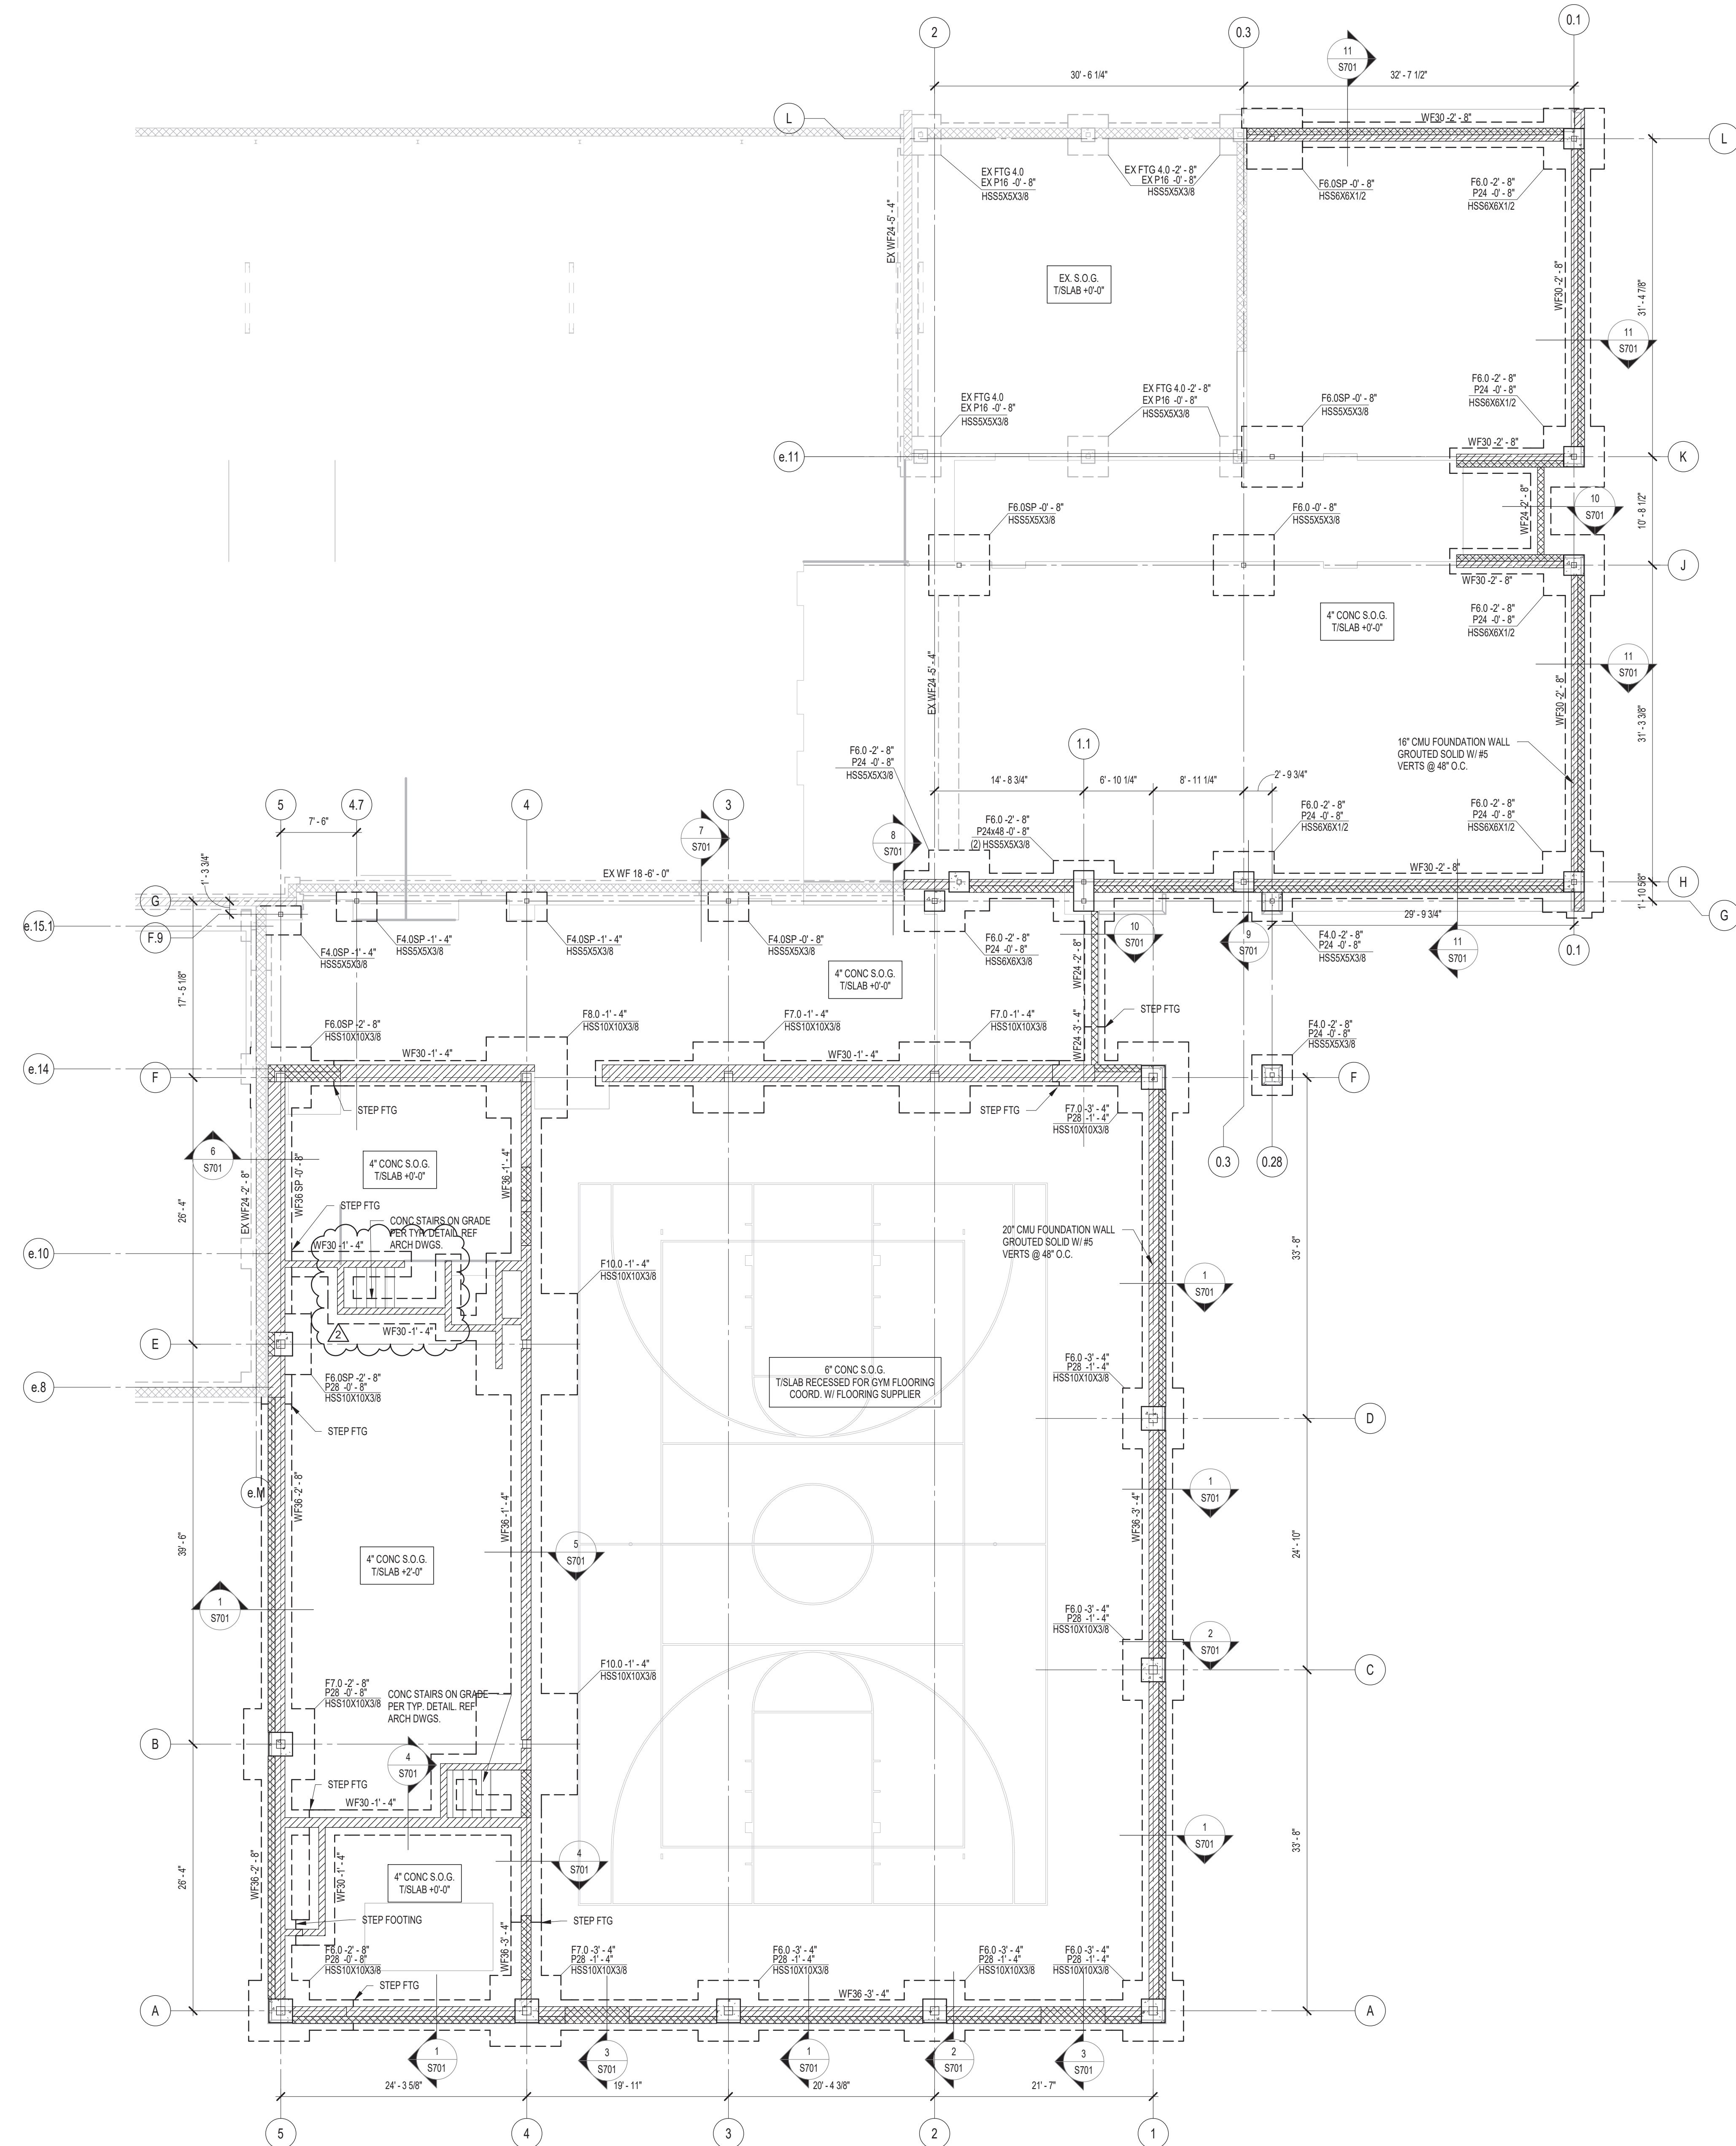 2
0.3
0.1
11
S701
30' - 6 1/4"
32' - 7 1/2"
L
WF30 -2' - 8"
L
EX FTG 4.0
EX P16 -0' - 8"
HSS5X5X3/8
EX FTG 4.0 -2' - 8"
EX P16 -0' - 8"
HSS5X5X3/8
F6.0SP -0' - 8"
HSS6X6X1/2
F6.0 -2' - 8"
P24 -0' - 8"
HSS6X6X1/2
EX WF24 -5' - 4"
EX. S.O.G.
T/SLAB +0'-0"
WF30 -2' - 8"
31' - 4 7/8"
11
S701
EX FTG 4.0
EX P16 -0' - 8"
HSS5X5X3/8
EX FTG 4.0 -2' - 8"
EX P16 -0' - 8"
HSS5X5X3/8
F6.0SP -0' - 8"
HSS5X5X3/8
F6.0 -2' - 8"
P24 -0' - 8"
HSS6X6X1/2
WF30 -2' - 8"
e.11
K
F6.0SP -0' - 8"
HSS5X5X3/8
F6.0 -0' - 8"
HSS5X5X3/8
WF24 -2' - 8"
10
S701
10' - 8 1/2"
J
WF30 -2' - 8"
4" CONC S.O.G.
T/SLAB +0'-0"
F6.0 -2' - 8"
P24 -0' - 8"
HSS6X6X1/2
EX WF24 -5' - 4"
11
S701
WF30 -2' - 8"
31' - 3 3/8"
16" CMU FOUNDATION WALL
GROUTED SOLID W/ #5
VERTS @ 48" O.C.
1.1
F6.0 -2' - 8"
P24 -0' - 8"
HSS5X5X3/8
14' - 8 3/4"
6' - 10 1/4"
8' - 11 1/4"
2' - 9 3/4"
5
4.7
4
3
7' - 6"
7
S701
8
S701
F6.0 -2' - 8"
P24x48 -0' - 8"
(2) HSS5X5X3/8
F6.0 -2' - 8"
P24 -0' - 8"
HSS6X6X1/2
F6.0 -2' - 8"
P24 -0' - 8"
HSS6X6X1/2
1' - 3 3/4"
EX WF 18 -6' - 0"
WF30 -2' - 8"
H
G
G
1' - 10 5/8"
29' - 9 3/4"
e.15.1
F.9
F4.0SP -1' - 4"
HSS5X5X3/8
F4.0SP -1' - 4"
HSS5X5X3/8
F4.0SP -1' - 4"
HSS5X5X3/8
F4.0SP -0' - 8"
HSS5X5X3/8
F6.0 -2' - 8"
P24 -0' - 8"
HSS6X6X3/8
10
S701
9
S701
F4.0 -2' - 8"
P24 -0' - 8"
HSS5X5X3/8
11
S701
0.1
17' - 5 1/8"
4" CONC S.O.G.
T/SLAB +0'-0"
WF24 -2' - 8"
STEP FTG
WF24 -3' - 4"
F6.0SP -2' - 8"
HSS10X10X3/8
F8.0 -1' - 4"
HSS10X10X3/8
F7.0 -1' - 4"
HSS10X10X3/8
F7.0 -1' - 4"
HSS10X10X3/8
F4.0 -2' - 8"
P24 -0' - 8"
HSS5X5X3/8
WF30 -1' - 4"
WF30 -1' - 4"
e.14
F
F
STEP FTG
STEP FTG
F7.0 -3' - 4"
P28 -1' - 4"
HSS10X10X3/8
6
S701
4" CONC S.O.G.
T/SLAB +0'-0"
0.3
0.28
EX WF24 -2' - 8"
WF36 SP -0' - 8"
WF36 -1' - 4"
26' - 4"
STEP FTG
CONC STAIRS ON GRADE
PER TYP. DETAIL. REF
ARCH DWGS.
WF30 -1' - 4"
e.10
20" CMU FOUNDATION WALL
GROUTED SOLID W/ #5
VERTS @ 48" O.C.
33' - 8"
F10.0 -1' - 4"
HSS10X10X3/8
1
S701
WF30 -1' - 4"
2
E
e.8
F6.0SP -2' - 8"
P28 -0' - 8"
HSS10X10X3/8
6" CONC S.O.G.
T/SLAB RECESSED FOR GYM FLOORING
COORD. W/ FLOORING SUPPLIER
F6.0 -3' - 4"
P28 -1' - 4"
HSS10X10X3/8
STEP FTG
D
e.M
WF36 -2' - 8"
WF36 -1' - 4"
1
S701
WF36 -3' - 4"
39' - 6"
24' - 10"
5
S701
4" CONC S.O.G.
T/SLAB +2'-0"
1
S701
F6.0 -3' - 4"
P28 -1' - 4"
HSS10X10X3/8
2
S701
F10.0 -1' - 4"
HSS10X10X3/8
C
F7.0 -2' - 8"
P28 -0' - 8"
HSS10X10X3/8
CONC STAIRS ON GRADE
PER TYP. DETAIL. REF
ARCH DWGS.
B
4
S701
STEP FTG
WF30 -1' - 4"
1
S701
33' - 8"
4
S701
26' - 4"
WF36 -2' - 8"
WF30 -1' - 4"
4" CONC S.O.G.
T/SLAB +0'-0"
STEP FOOTING
STEP FTG
WF36 -3' - 4"
F6.0 -2' - 8"
P28 -0' - 8"
HSS10X10X3/8
F7.0 -3' - 4"
P28 -1' - 4"
HSS10X10X3/8
F6.0 -3' - 4"
P28 -1' - 4"
HSS10X10X3/8
F6.0 -3' - 4"
P28 -1' - 4"
HSS10X10X3/8
F6.0 -3' - 4"
P28 -1' - 4"
HSS10X10X3/8
STEP FTG
WF36 -3' - 4"
A
A
1
S701
3
S701
1
S701
2
S701
3
S701
24' - 3 5/8"
19' - 11"
20' - 4 3/8"
21' - 7"
5
4
3
2
1